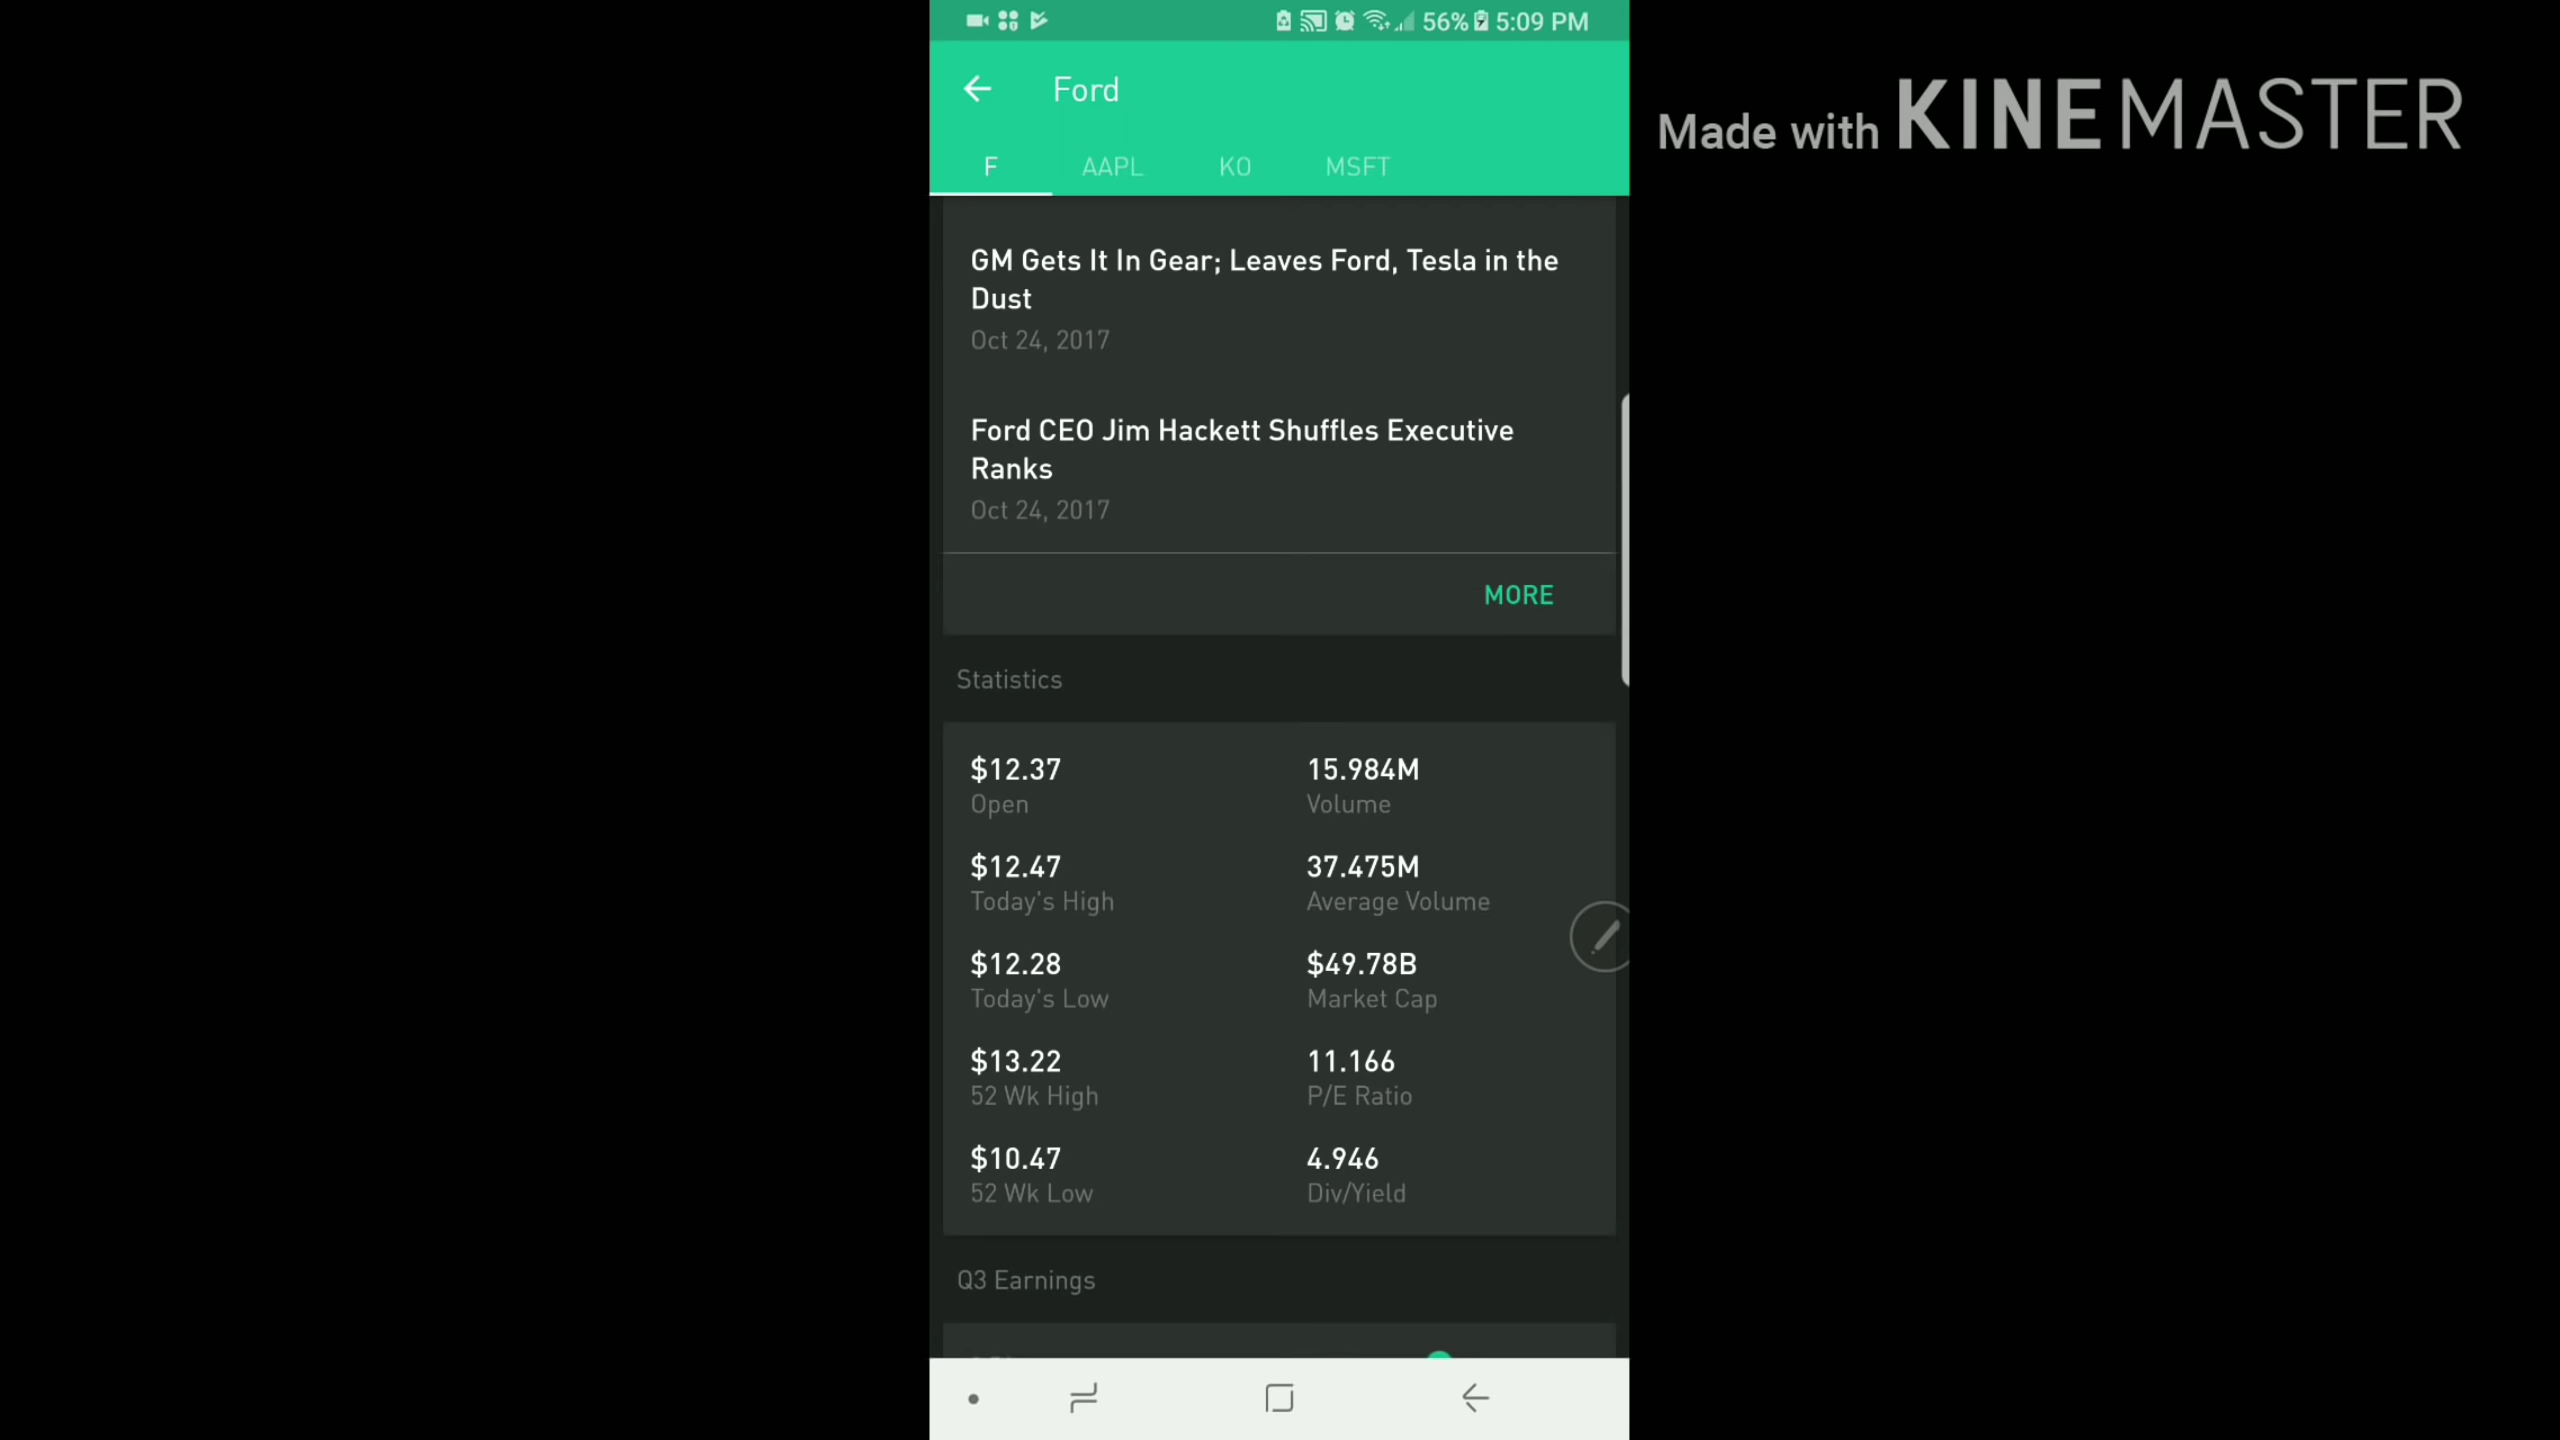 56% 5:09 PM
Made with KINEMASTER
Ford
F AAPL KO MSFT
GM Gets It In Gear; Leaves Ford, Tesla in the
Dust
Oct 24, 2017
Ford CEO Jim Hackett Shuffles Executive
Ranks
Oct 24, 2017
MORE
Statistics
$12.37 15.984M
Open Volume
$12.47 37.475M
Today's High Average Volume
$12.28 $49.78B
Today's Low Market Cap
$13.22 11.166
52 Wk High P/E Ratio
$10.47 4.946
52 Wk Low Div/Yield
Q3 Earnings